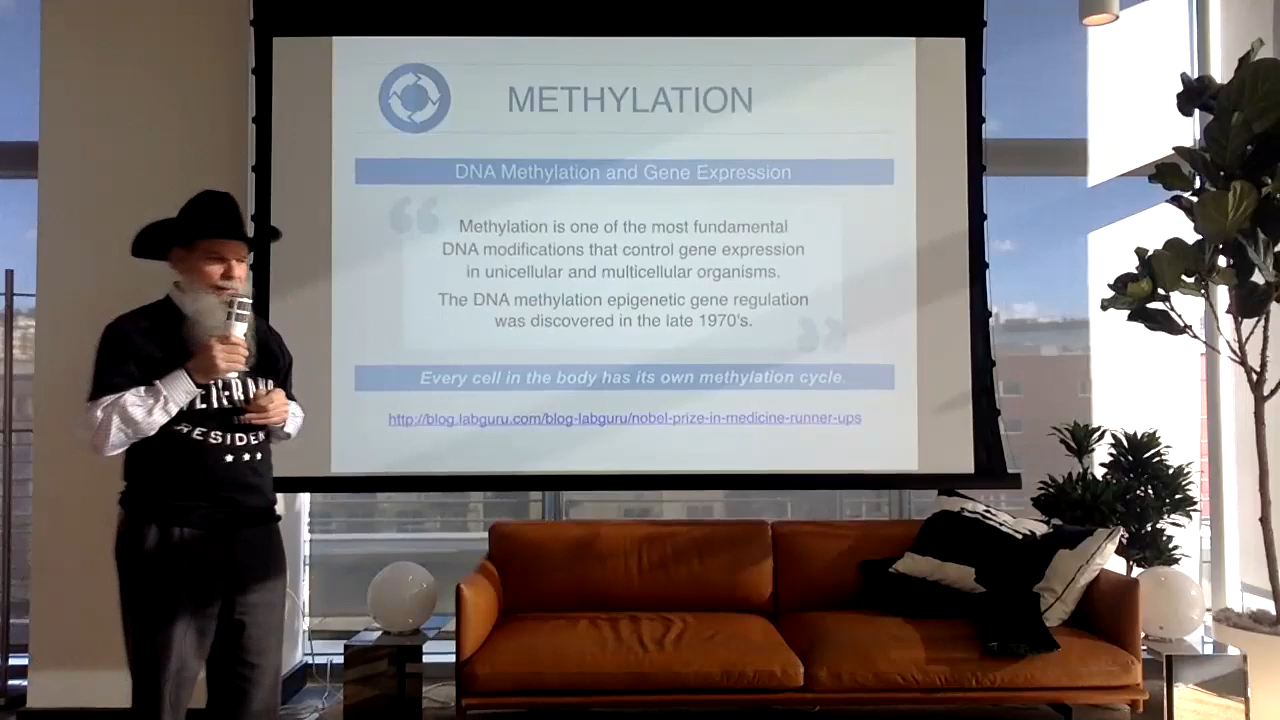 METHYLATION
DNA Methylation and Gene Expression
“
Methylation is one of the most fundamental
DNA modifications that control gene expression
in unicellular and multicellular organisms.
The DNA methylation epigenetic gene regulation
was discovered in the late 1970's.
”
Every cell in the body has its own methylation cycle.
http://blog.labguru.com/blog-labguru/nobel-prize-in-medicine-runner-ups